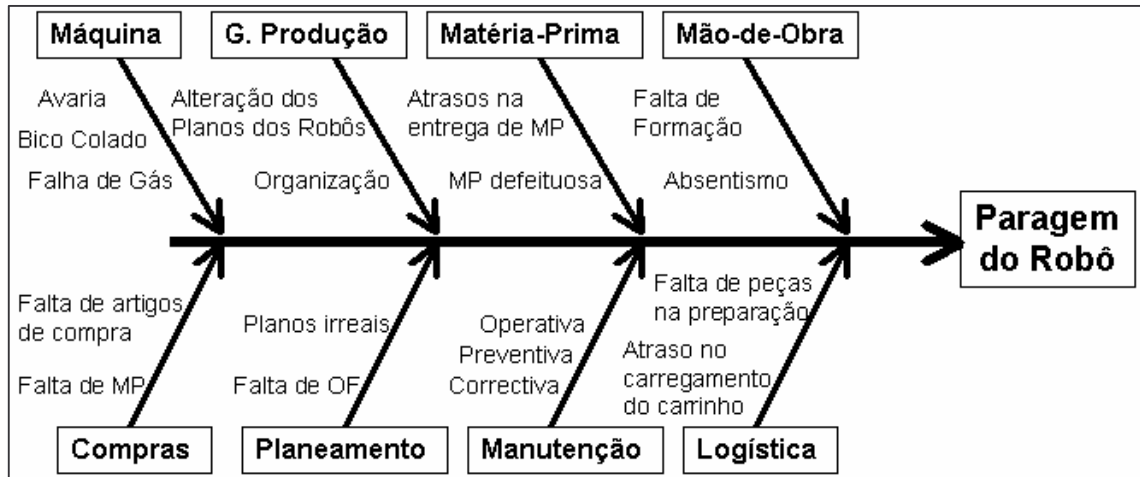 Máquina
G. Produção
Matéria-Prima
Mão-de-Obra
Avaria
Bico Colado
Falha de Gás
Alteração dos
Planos dos Robôs
Organização
Atrasos na
entrega de MP
MP defeituosa
Falta de
Formação
Absentismo
Paragem
do Robô
Falta de artigos
de compra
Falta de MP
Planos irreais
Falta de OF
Operativa
Preventiva
Correctiva
Falta de peças
na preparação
Atraso no
carregamento
do carrinho
Compras
Planeamento
Manutenção
Logística